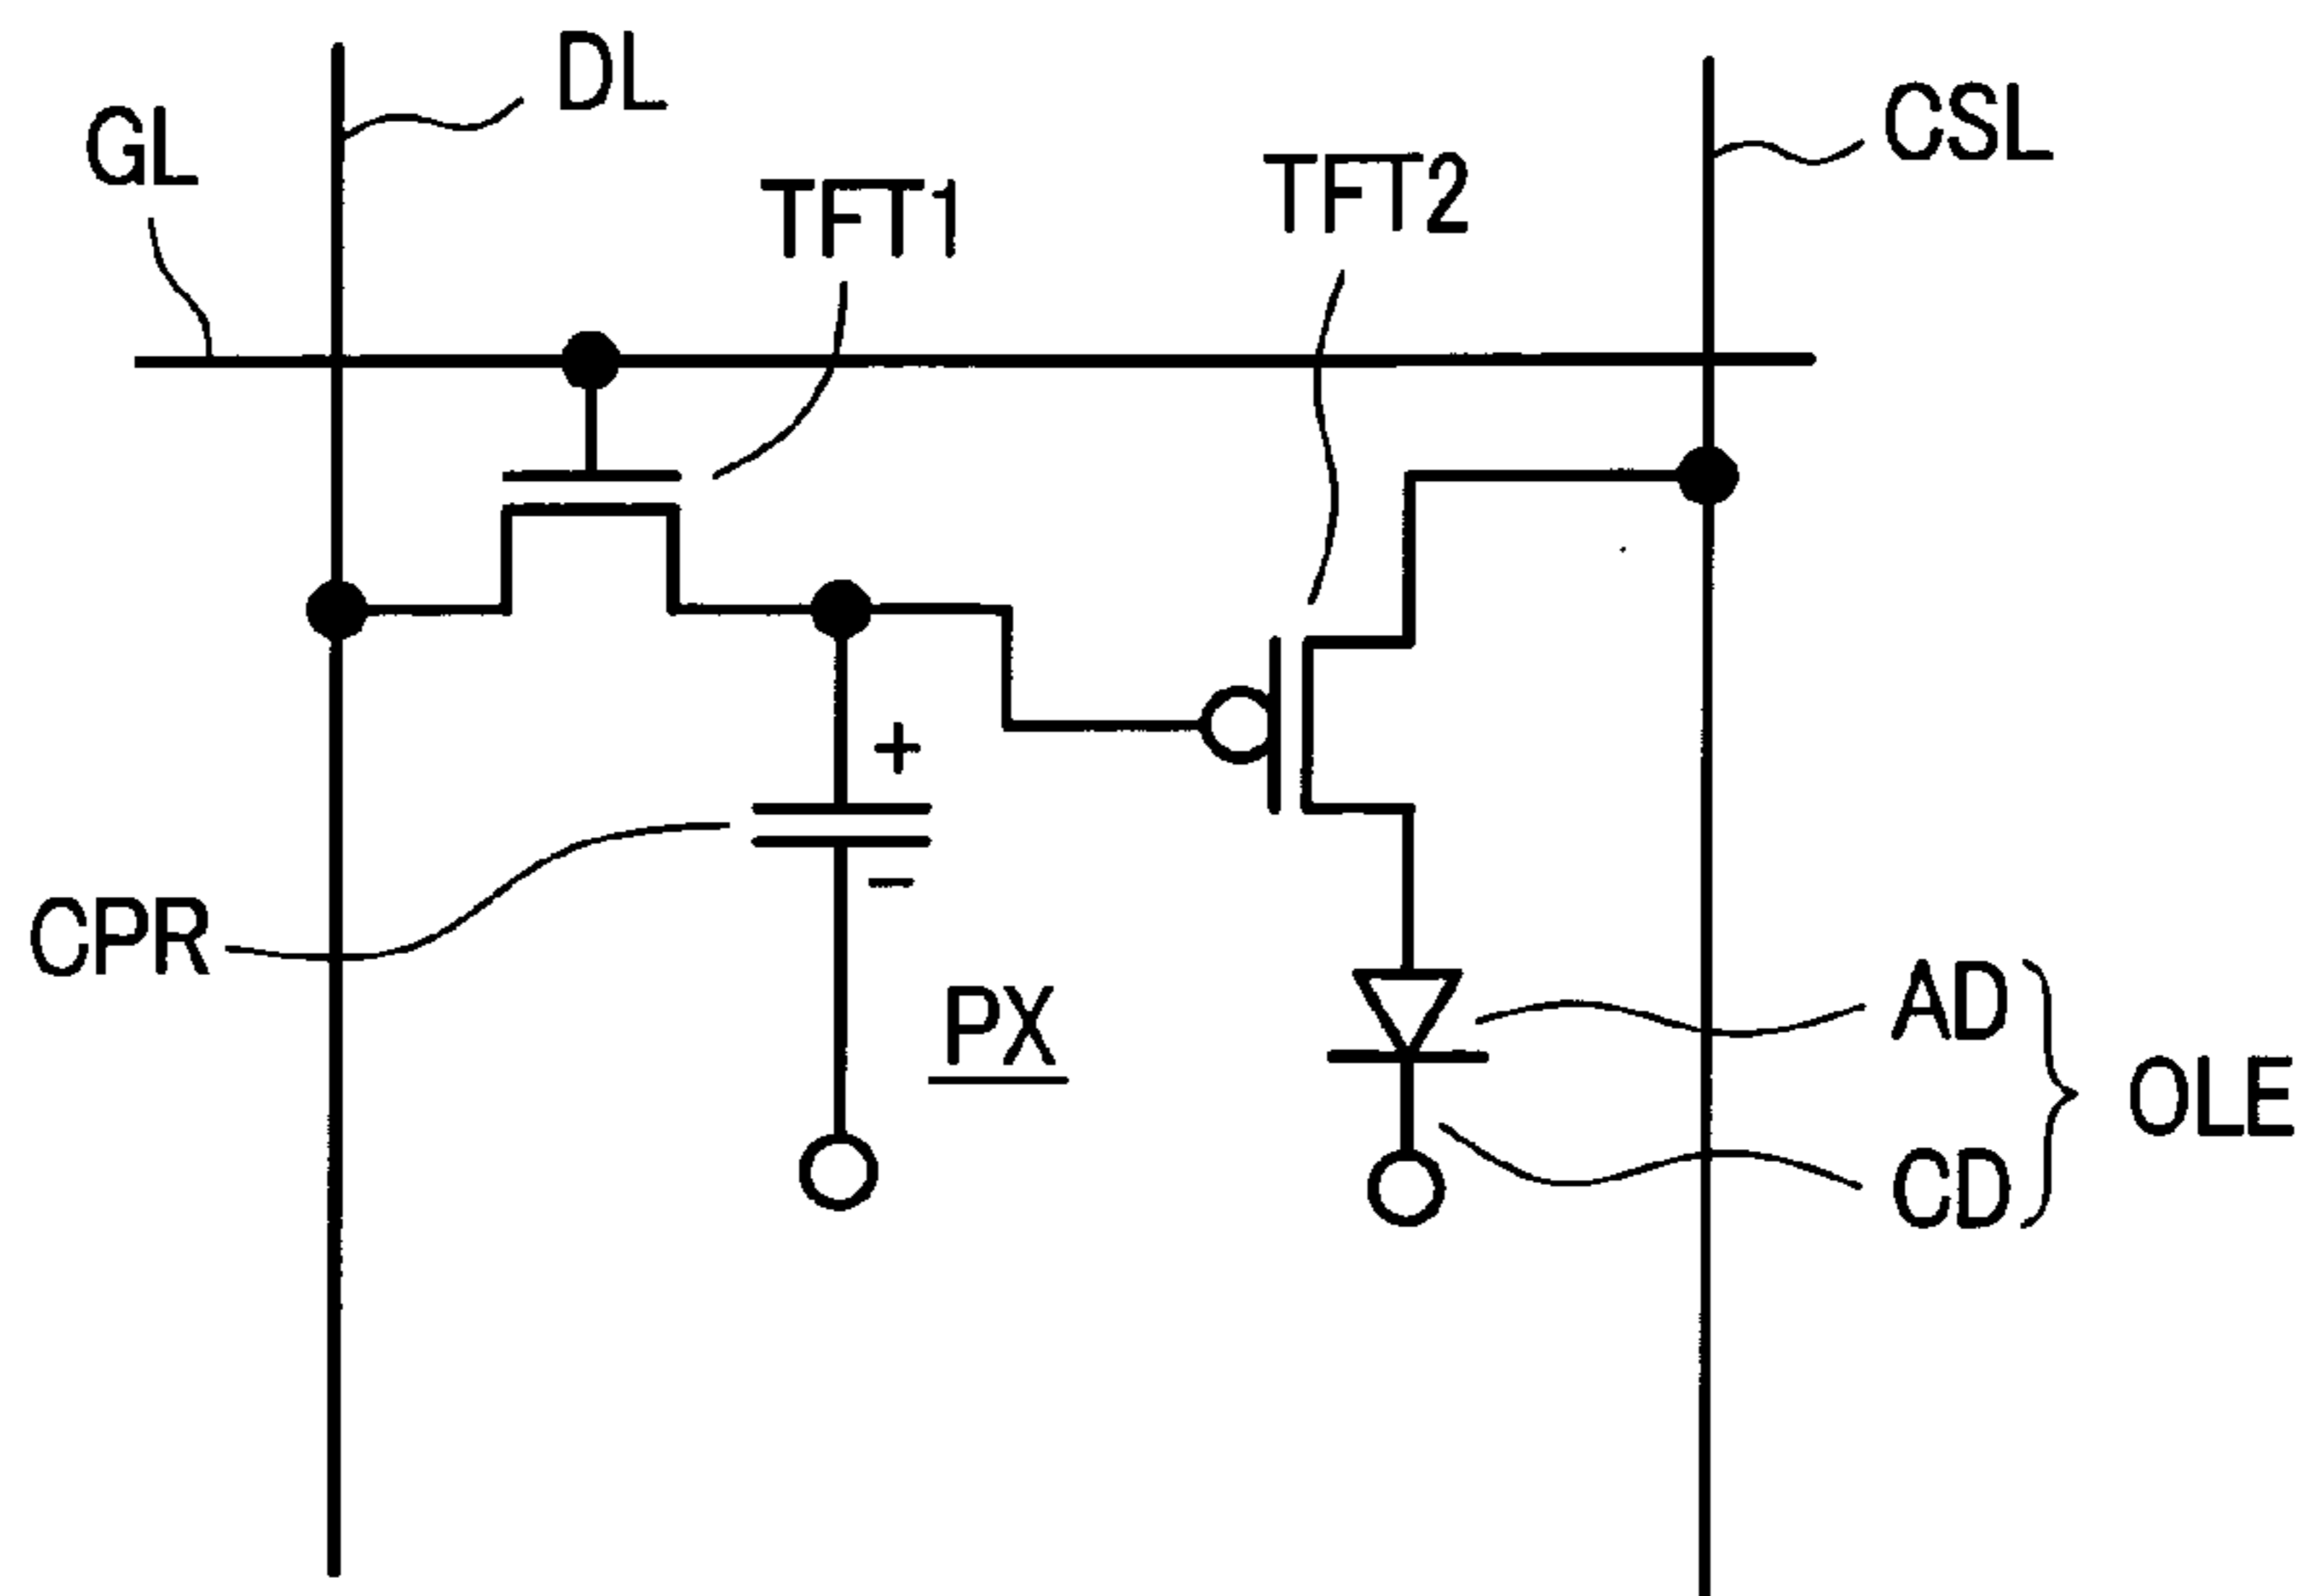 DL
GL
CSL
TFT1
TFT2
+
−
CPR
PX
AD
OLE
CD